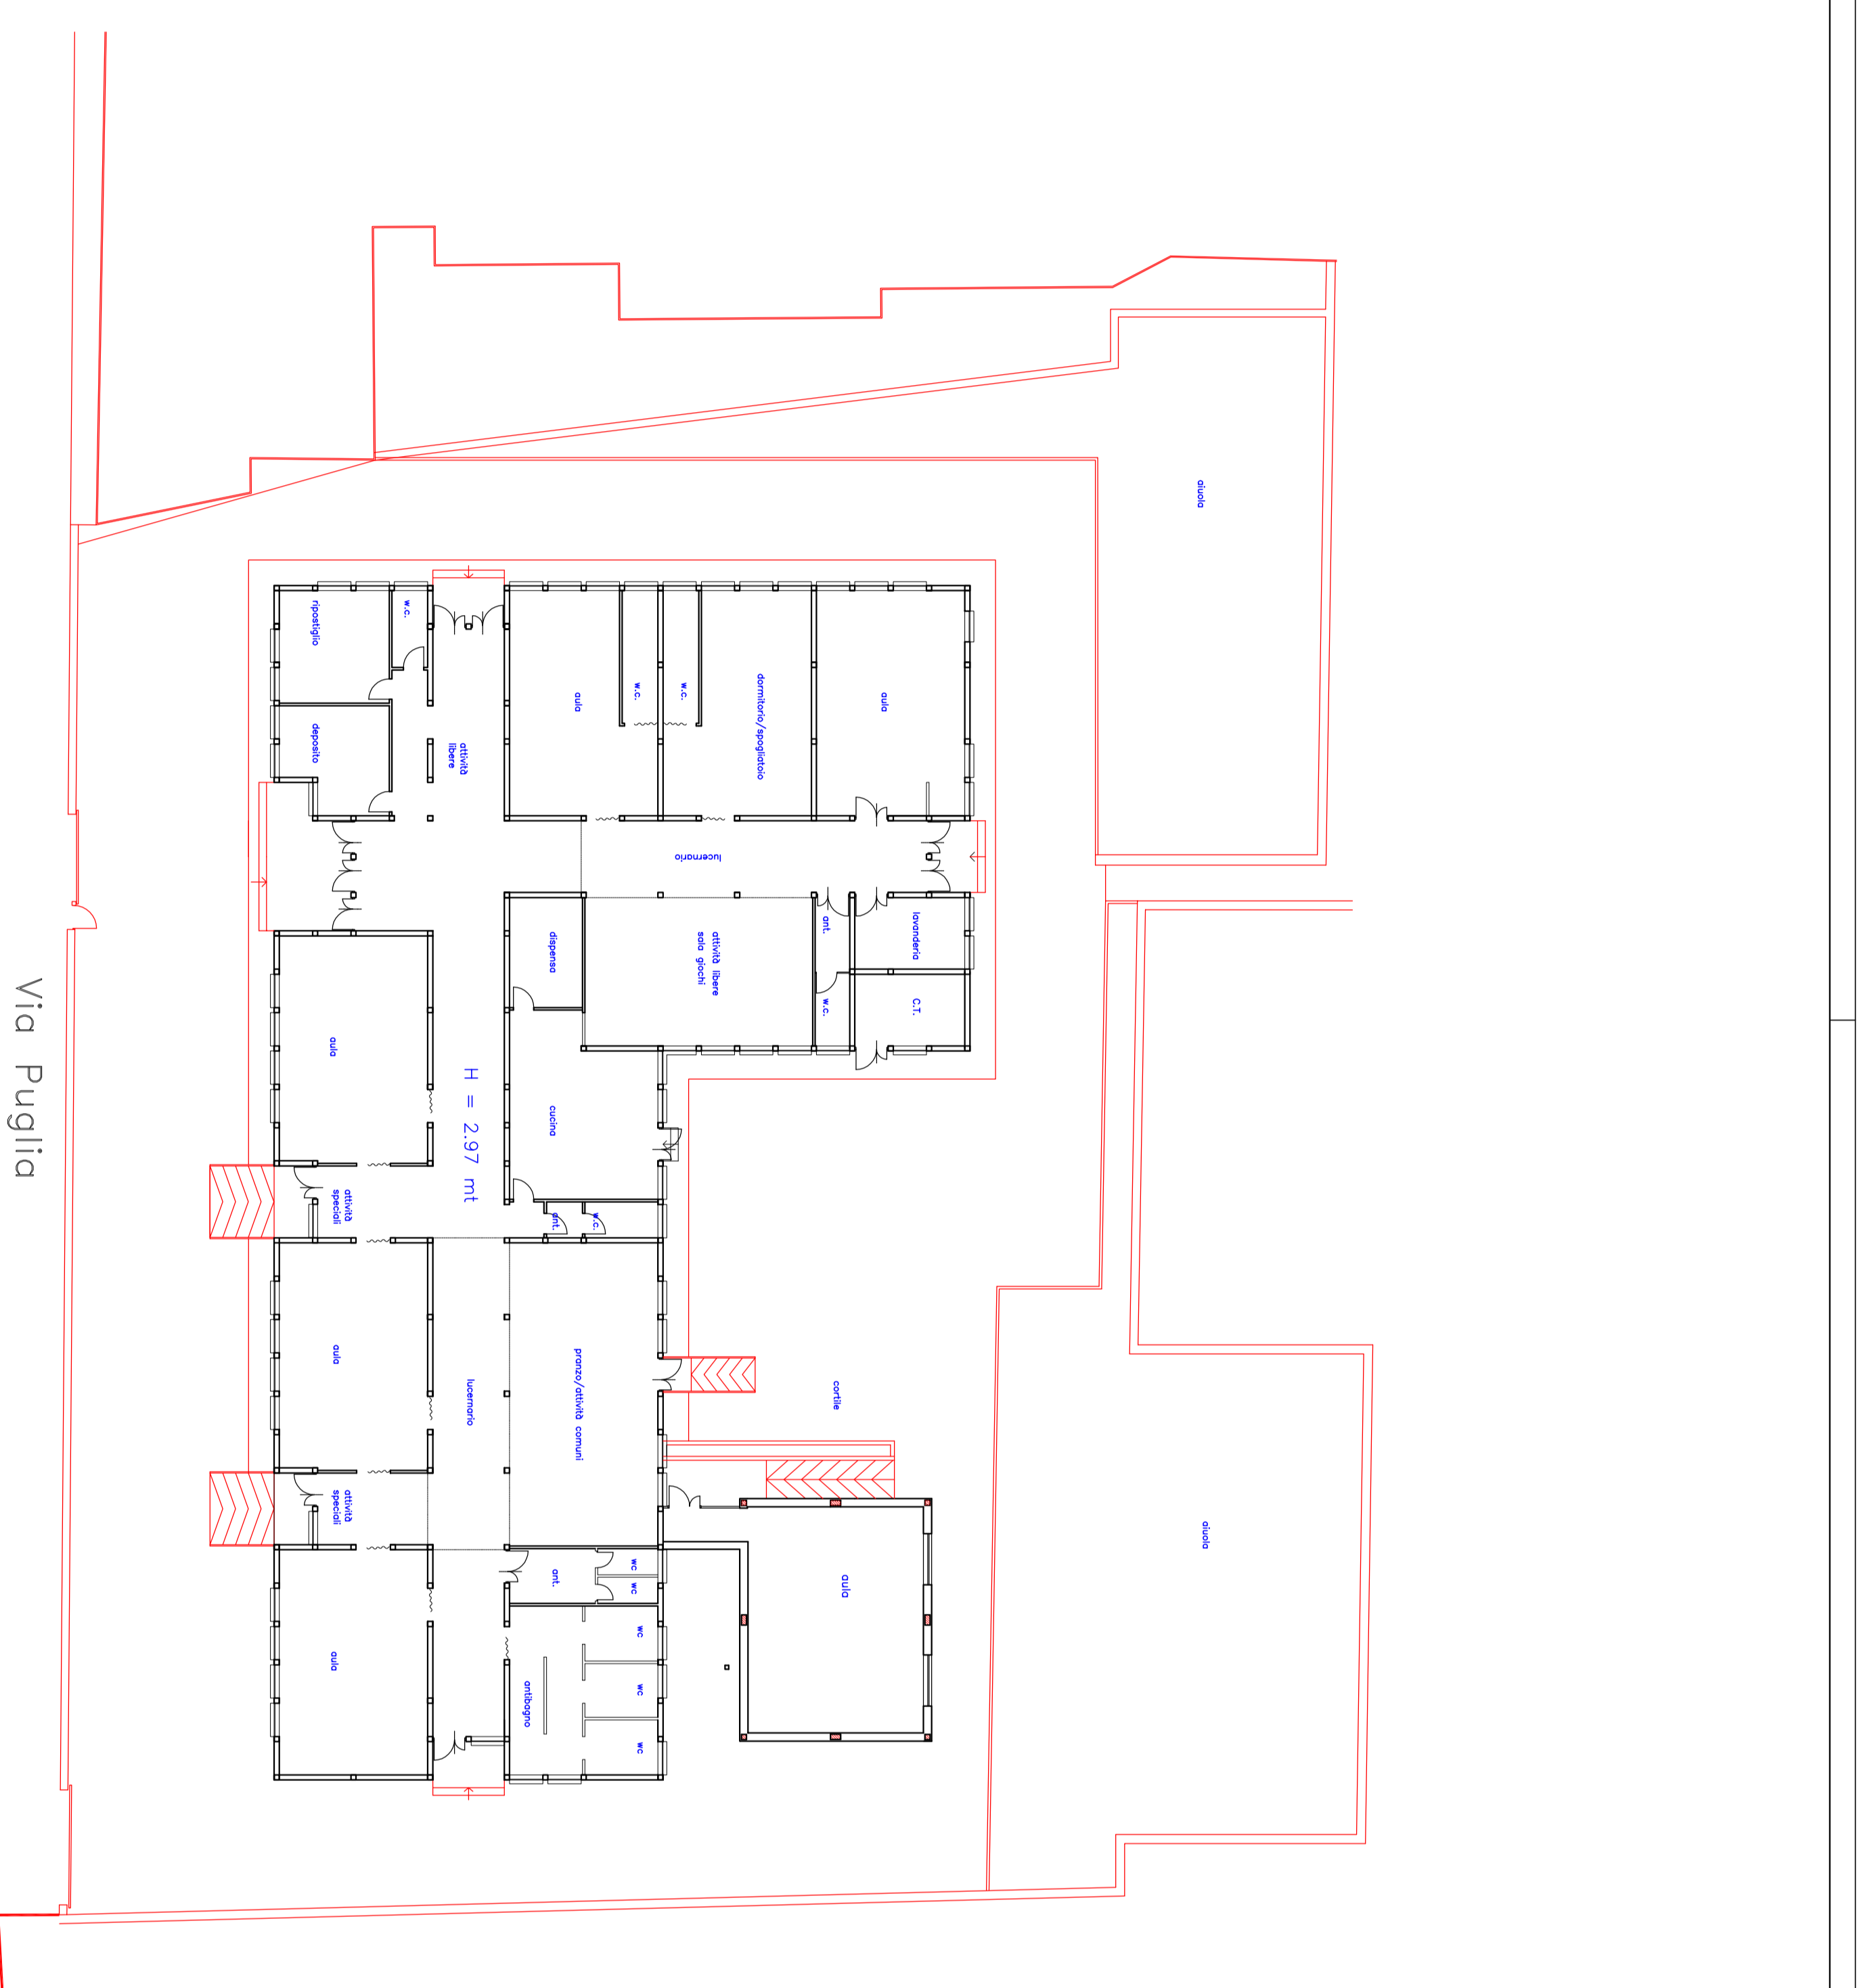 aiuola
aiuola
lavanderia
C.T.
aula
aula
cortile
ant.
w.c.
dormitorio/spogliatoio
attività libere
sala giochi
lucernario
w.c.
w.c.
wc
wc
wc
wc
wc
w.c.
ant.
aula
pranzo/attività comuni
dispensa
cucina
ant.
antibagno
attività
libere
H = 2.97 mt
lucernario
w.c.
attività
speciali
attività
speciali
ripostiglio
deposito
aula
aula
aula
Via Puglia